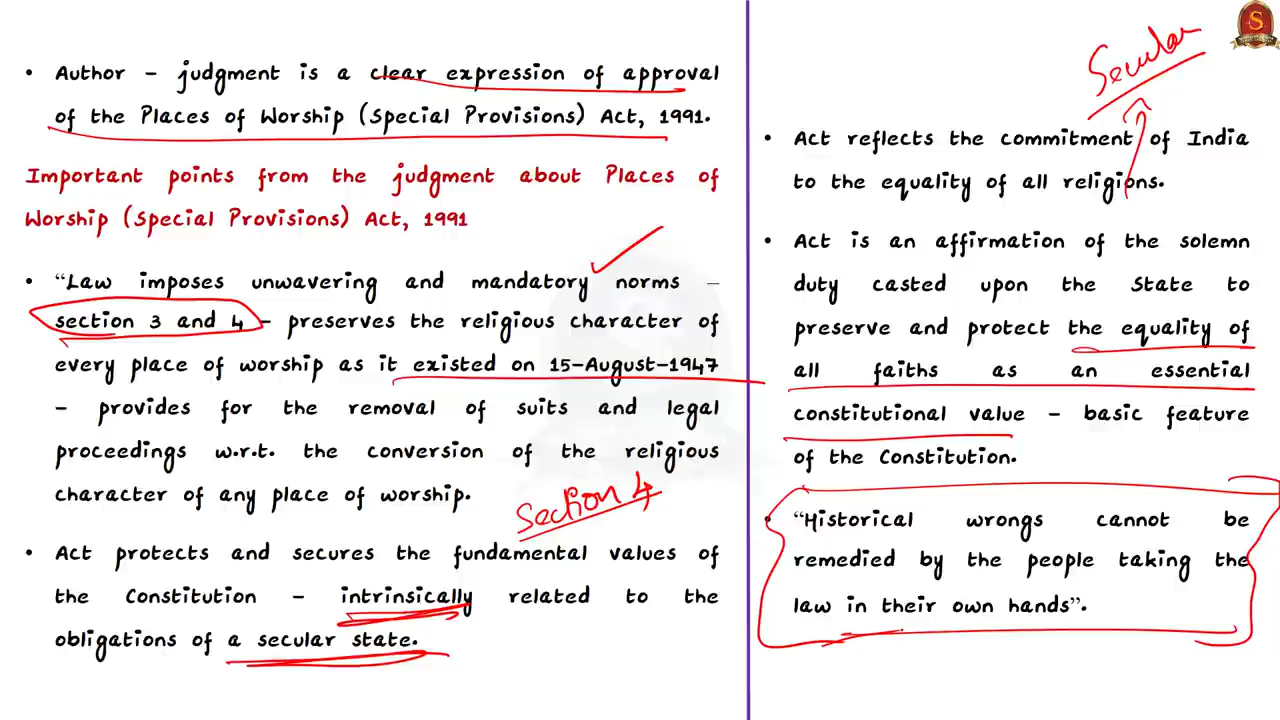 • Author – judgment is a clear expression of approval
of the Places of Worship (Special Provisions) Act, 1991.
Important points from the judgment about Places of
Worship (Special Provisions) Act, 1991
• “Law imposes unwavering and mandatory norms –
section 3 and 4 – preserves the religious character of
every place of worship as it existed on 15-August-1947
– provides for the removal of suits and legal
proceedings w.r.t. the conversion of the religious
character of any place of worship.
Section 4
• Act protects and secures the fundamental values of
the Constitution – intrinsically related to the
obligations of a secular state.
Secular
• Act reflects the commitment of India
to the equality of all religions.
• Act is an affirmation of the solemn
duty casted upon the State to
preserve and protect the equality of
all faiths as an essential
constitutional value – basic feature
of the Constitution.
• “Historical wrongs cannot be
remedied by the people taking the
law in their own hands”.
S